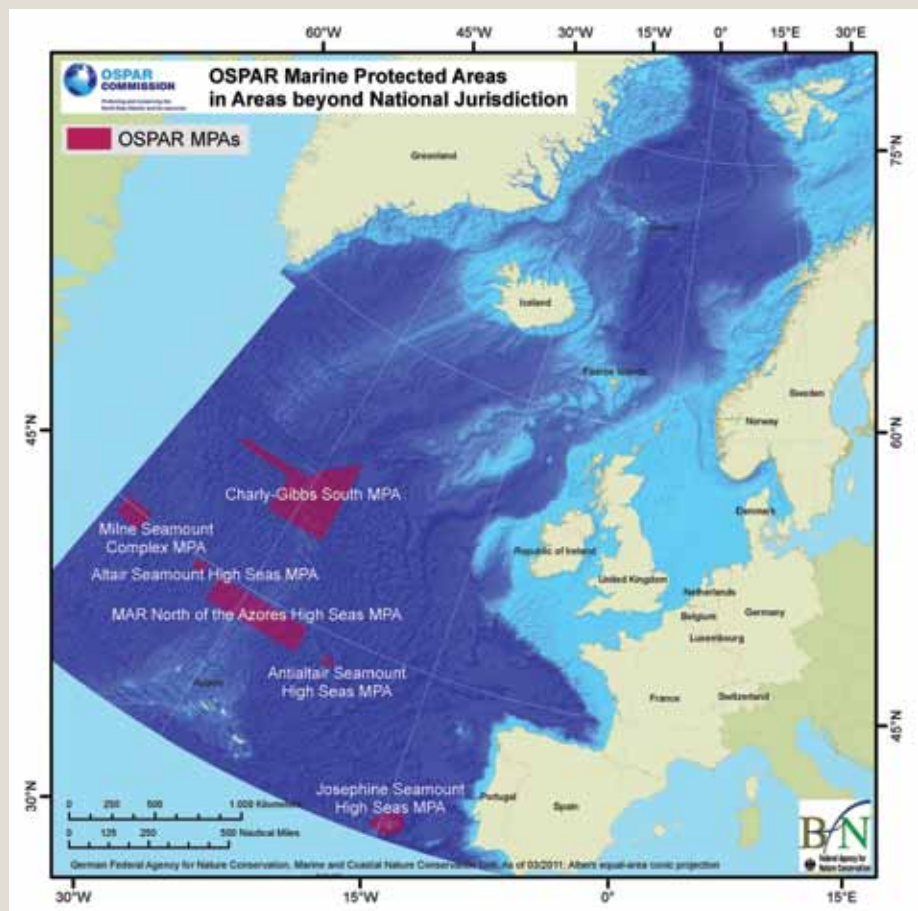 60°W
45°W
30°W
15°W
0°
15°E
30°E
OSPAR
COMMISSION
OSPAR Marine Protected Areas
in Areas beyond National Jurisdiction
OSPAR MPAs
Greenland
75°N
Iceland
Faeroe Islands
Sweden
Norway
45°N
60°N
Charly-Gibbs South MPA
Milne Seamount
Complex MPA
Denmark
Republic of Ireland
Altair Seamount High Seas MPA
United Kingdom
Netherlands
MAR North of the Azores High Seas MPA
Belgium
Germany
Luxembourg
Antialtair Seamount
High Seas MPA
France
Switzerland
45°N
30°N
Josephine Seamount
High Seas MPA
Portugal
Spain
0 250 500 1.000 Kilometres
0 125 250 500 Nautical Miles
BfN
Federal Agency for
Nature Conservation
German Federal Agency for Nature Conservation, Marine and Coastal Nature Conservation Unit, As of 03/2011; Albers equal-area conic projection
30°W
15°W
0°
15°E